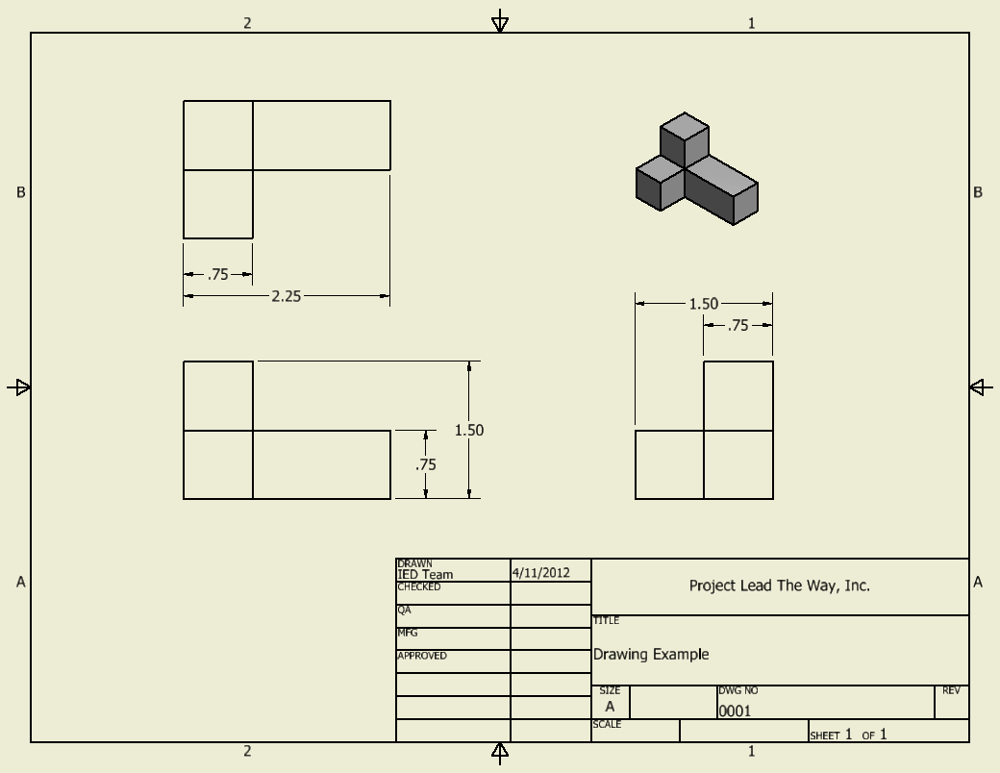 2 1
B B
.75
2.25
1.50
.75
1.50
.75
A A
DRAWN
IED Team 4/11/2012
CHECKED
Project Lead The Way, Inc.
QA
TITLE
MFG
APPROVED
Drawing Example
SIZE DWG NO REV
A 0001
SCALE
SHEET 1 OF 1
2 1